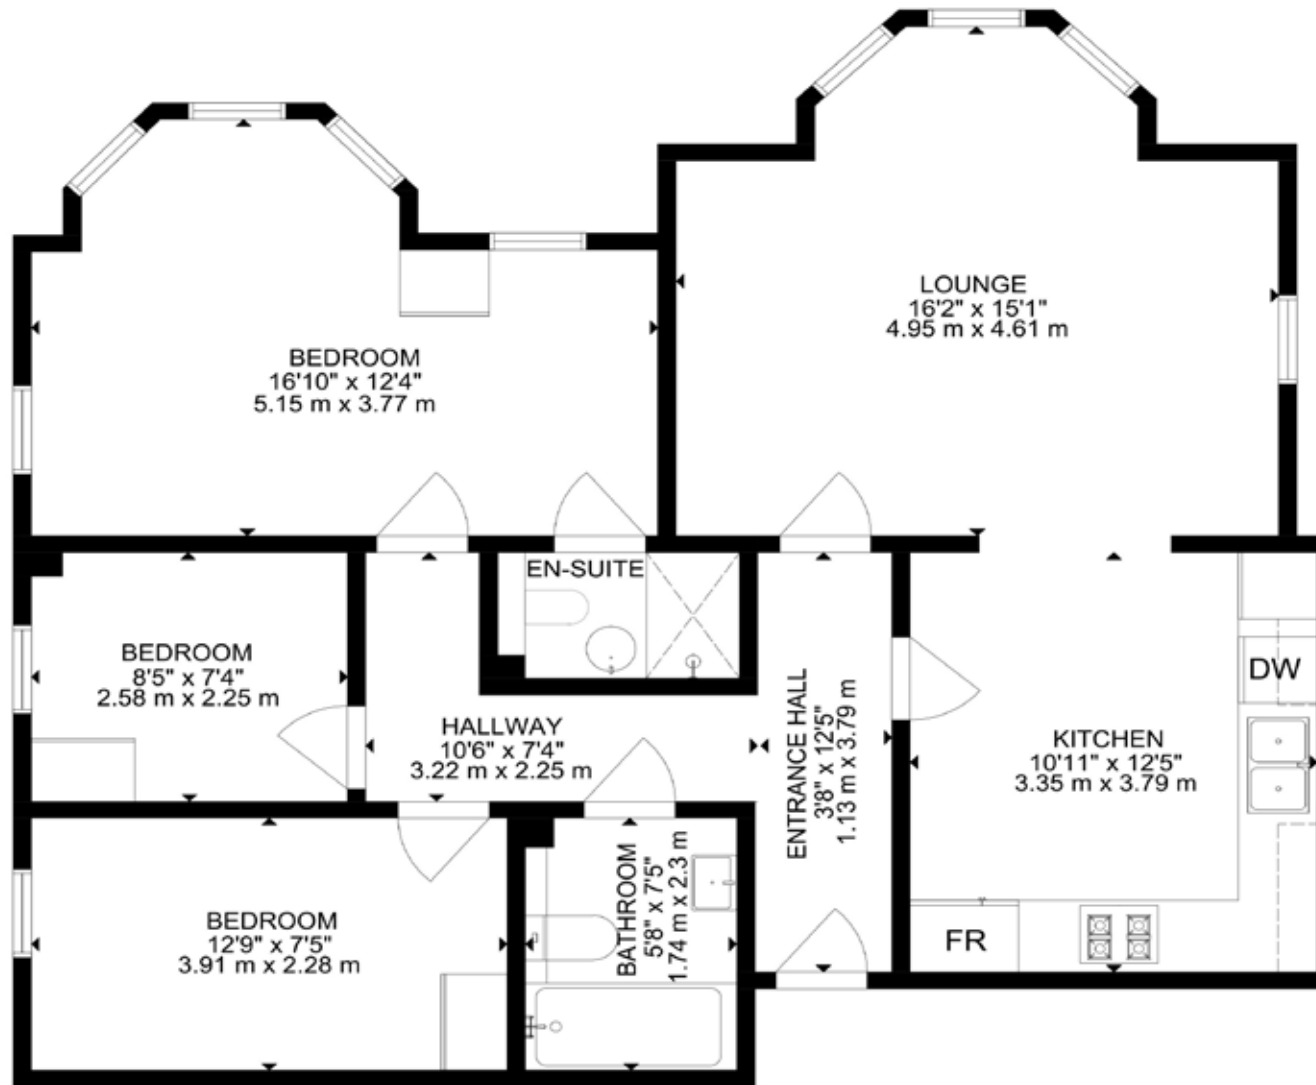 LOUNGE
16'2" x 15'1"
4.95 m x 4.61 m
BEDROOM
16'10" x 12'4"
5.15 m x 3.77 m
EN-SUITE
BEDROOM
8'5" x 7'4"
2.58 m x 2.25 m
HALLWAY
10'6" x 7'4"
3.22 m x 2.25 m
ENTRANCE HALL
3'8" x 12'5"
1.13 m x 3.79 m
DW
KITCHEN
10'11" x 12'5"
3.35 m x 3.79 m
BEDROOM
12'9" x 7'5"
3.91 m x 2.28 m
BATHROOM
5'8" x 7'5"
1.74 m x 2.3 m
FR